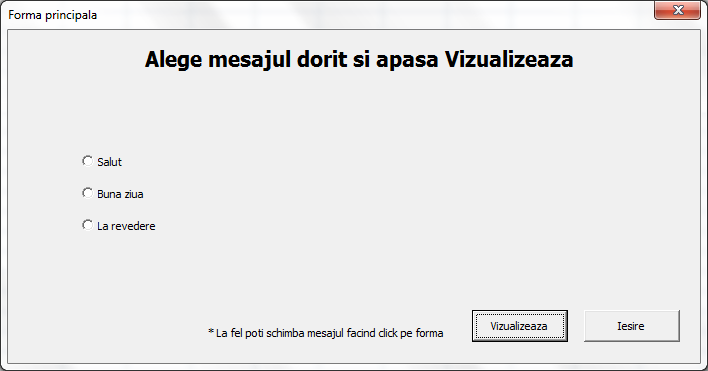 Forma principala
Alege mesajul dorit si apasa Vizualizeaza
Salut
Buna ziua
La revedere
* La fel poti schimba mesajul facind click pe forma
Vizualizeaza
Iesire